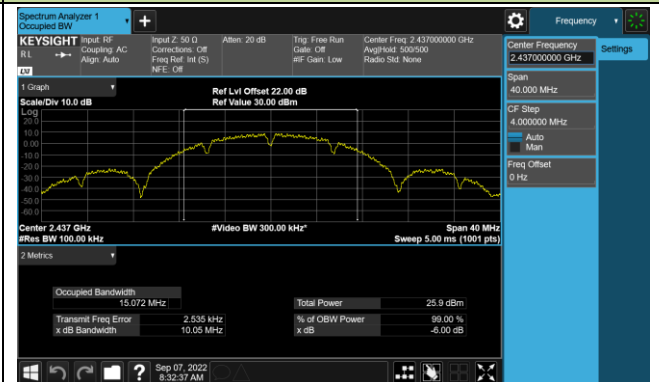 Spectrum Analyzer 1
Occupied BW
Frequency
KEYSIGHT
R L
Input: RF
Coupling: AC
Align: Auto
Input Z: 50 Ω
Corrections: Off
Freq Ref: Int (S)
NFE: Off
Atten: 20 dB
Trig: Free Run
Gate: Off
#IF Gain: Low
Center Freq: 2.437000000 GHz
Avg|Hold: 500/500
Radio Std: None
Center Frequency
2.437000000 GHz
Settings
Span
40.000 MHz
CF Step
4.000000 MHz
Auto
Man
Freq Offset
0 Hz
1 Graph
Scale/Div 10.0 dB
Ref Lvl Offset 22.00 dB
Ref Value 30.00 dBm
Log
20.0
10.0
0.00
-10.0
-20.0
-30.0
-40.0
-50.0
-60.0
Center 2.437 GHz
#Video BW 300.00 kHz*
Span 40 MHz
#Res BW 100.00 kHz
Sweep 5.00 ms (1001 pts)
2 Metrics
Occupied Bandwidth
15.072 MHz
Total Power 25.9 dBm
Transmit Freq Error 2.535 kHz
% of OBW Power 99.00 %
x dB Bandwidth 10.05 MHz
x dB -6.00 dB
?
Sep 07, 2022
8:32:37 AM